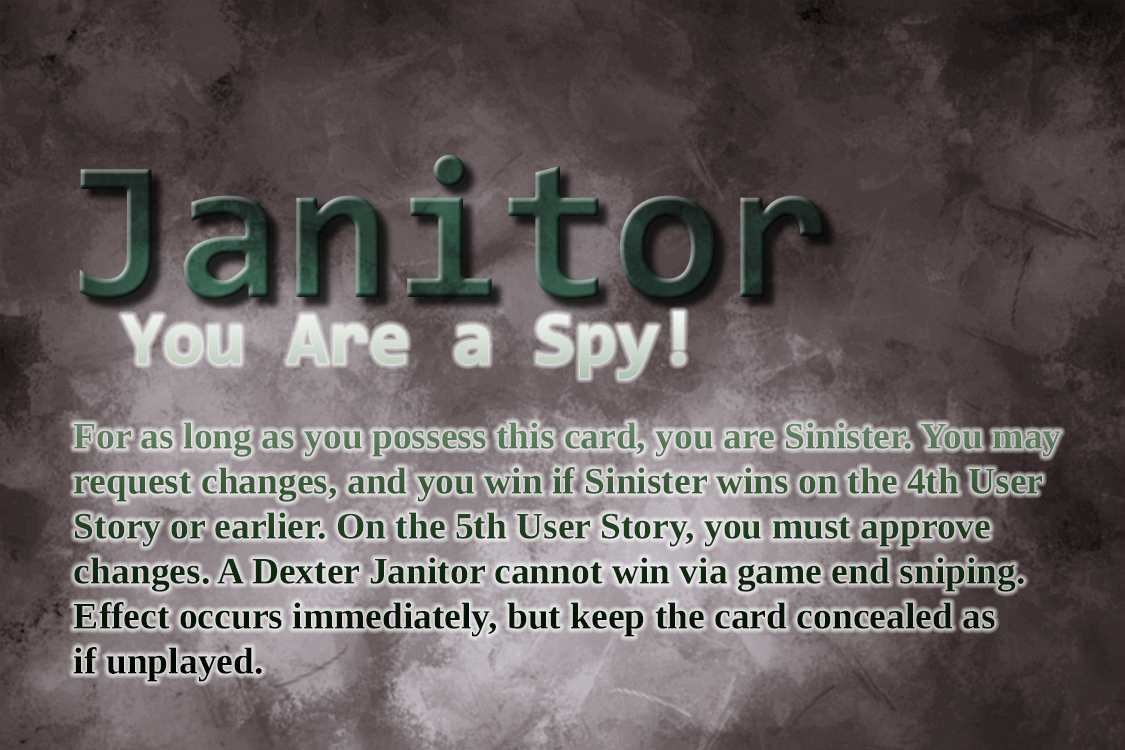 Janitor
You Are a Spy!
For as long as you possess this card, you are Sinister. You may
request changes, and you win if Sinister wins on the 4th User
Story or earlier. On the 5th User Story, you must approve
changes. A Dexter Janitor cannot win via game end sniping.
Effect occurs immediately, but keep the card concealed as
if unplayed.